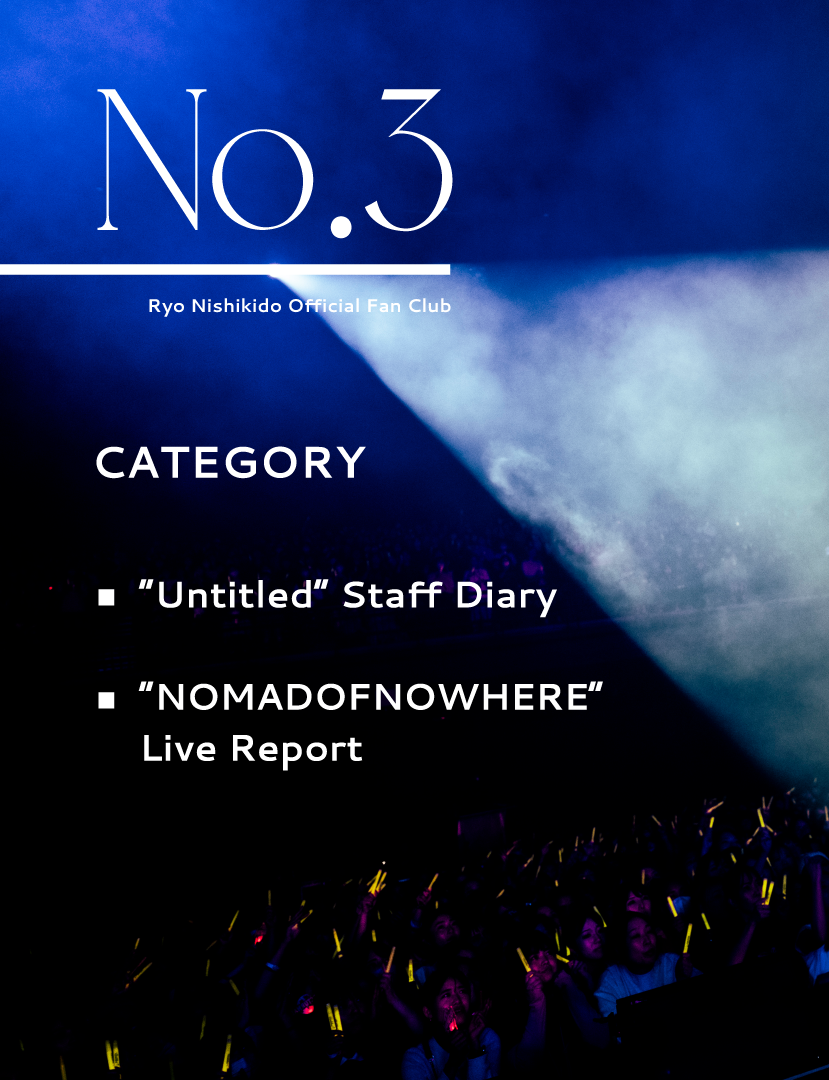 No.3
Ryo Nishikido Official Fan Club
CATEGORY
■ "Untitled" Staff Diary
■ "NOMADOFNOWHERE"
Live Report